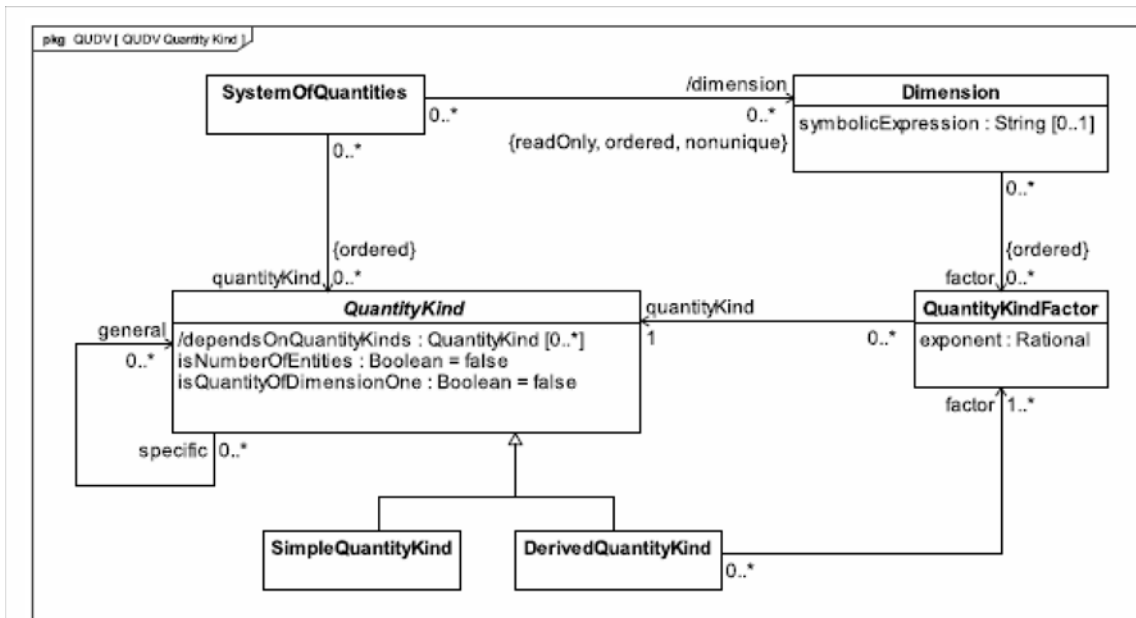 pkg QUDV [ QUDV Quantity Kind ]
SystemOfQuantities
/dimension
Dimension
0..*
0..*
symbolicExpression : String [0..1]
{readOnly, ordered, nonunique}
0..*
0..*
{ordered}
{ordered}
quantityKind
0..*
factor
0..*
QuantityKind
quantityKind
QuantityKindFactor
general
/dependsOnQuantityKinds : QuantityKind [0..*]
1
0..*
exponent : Rational
0..*
isNumberOfEntities : Boolean = false
isQuantityOfDimensionOne : Boolean = false
factor
1..*
specific
0..*
SimpleQuantityKind
DerivedQuantityKind
0..*